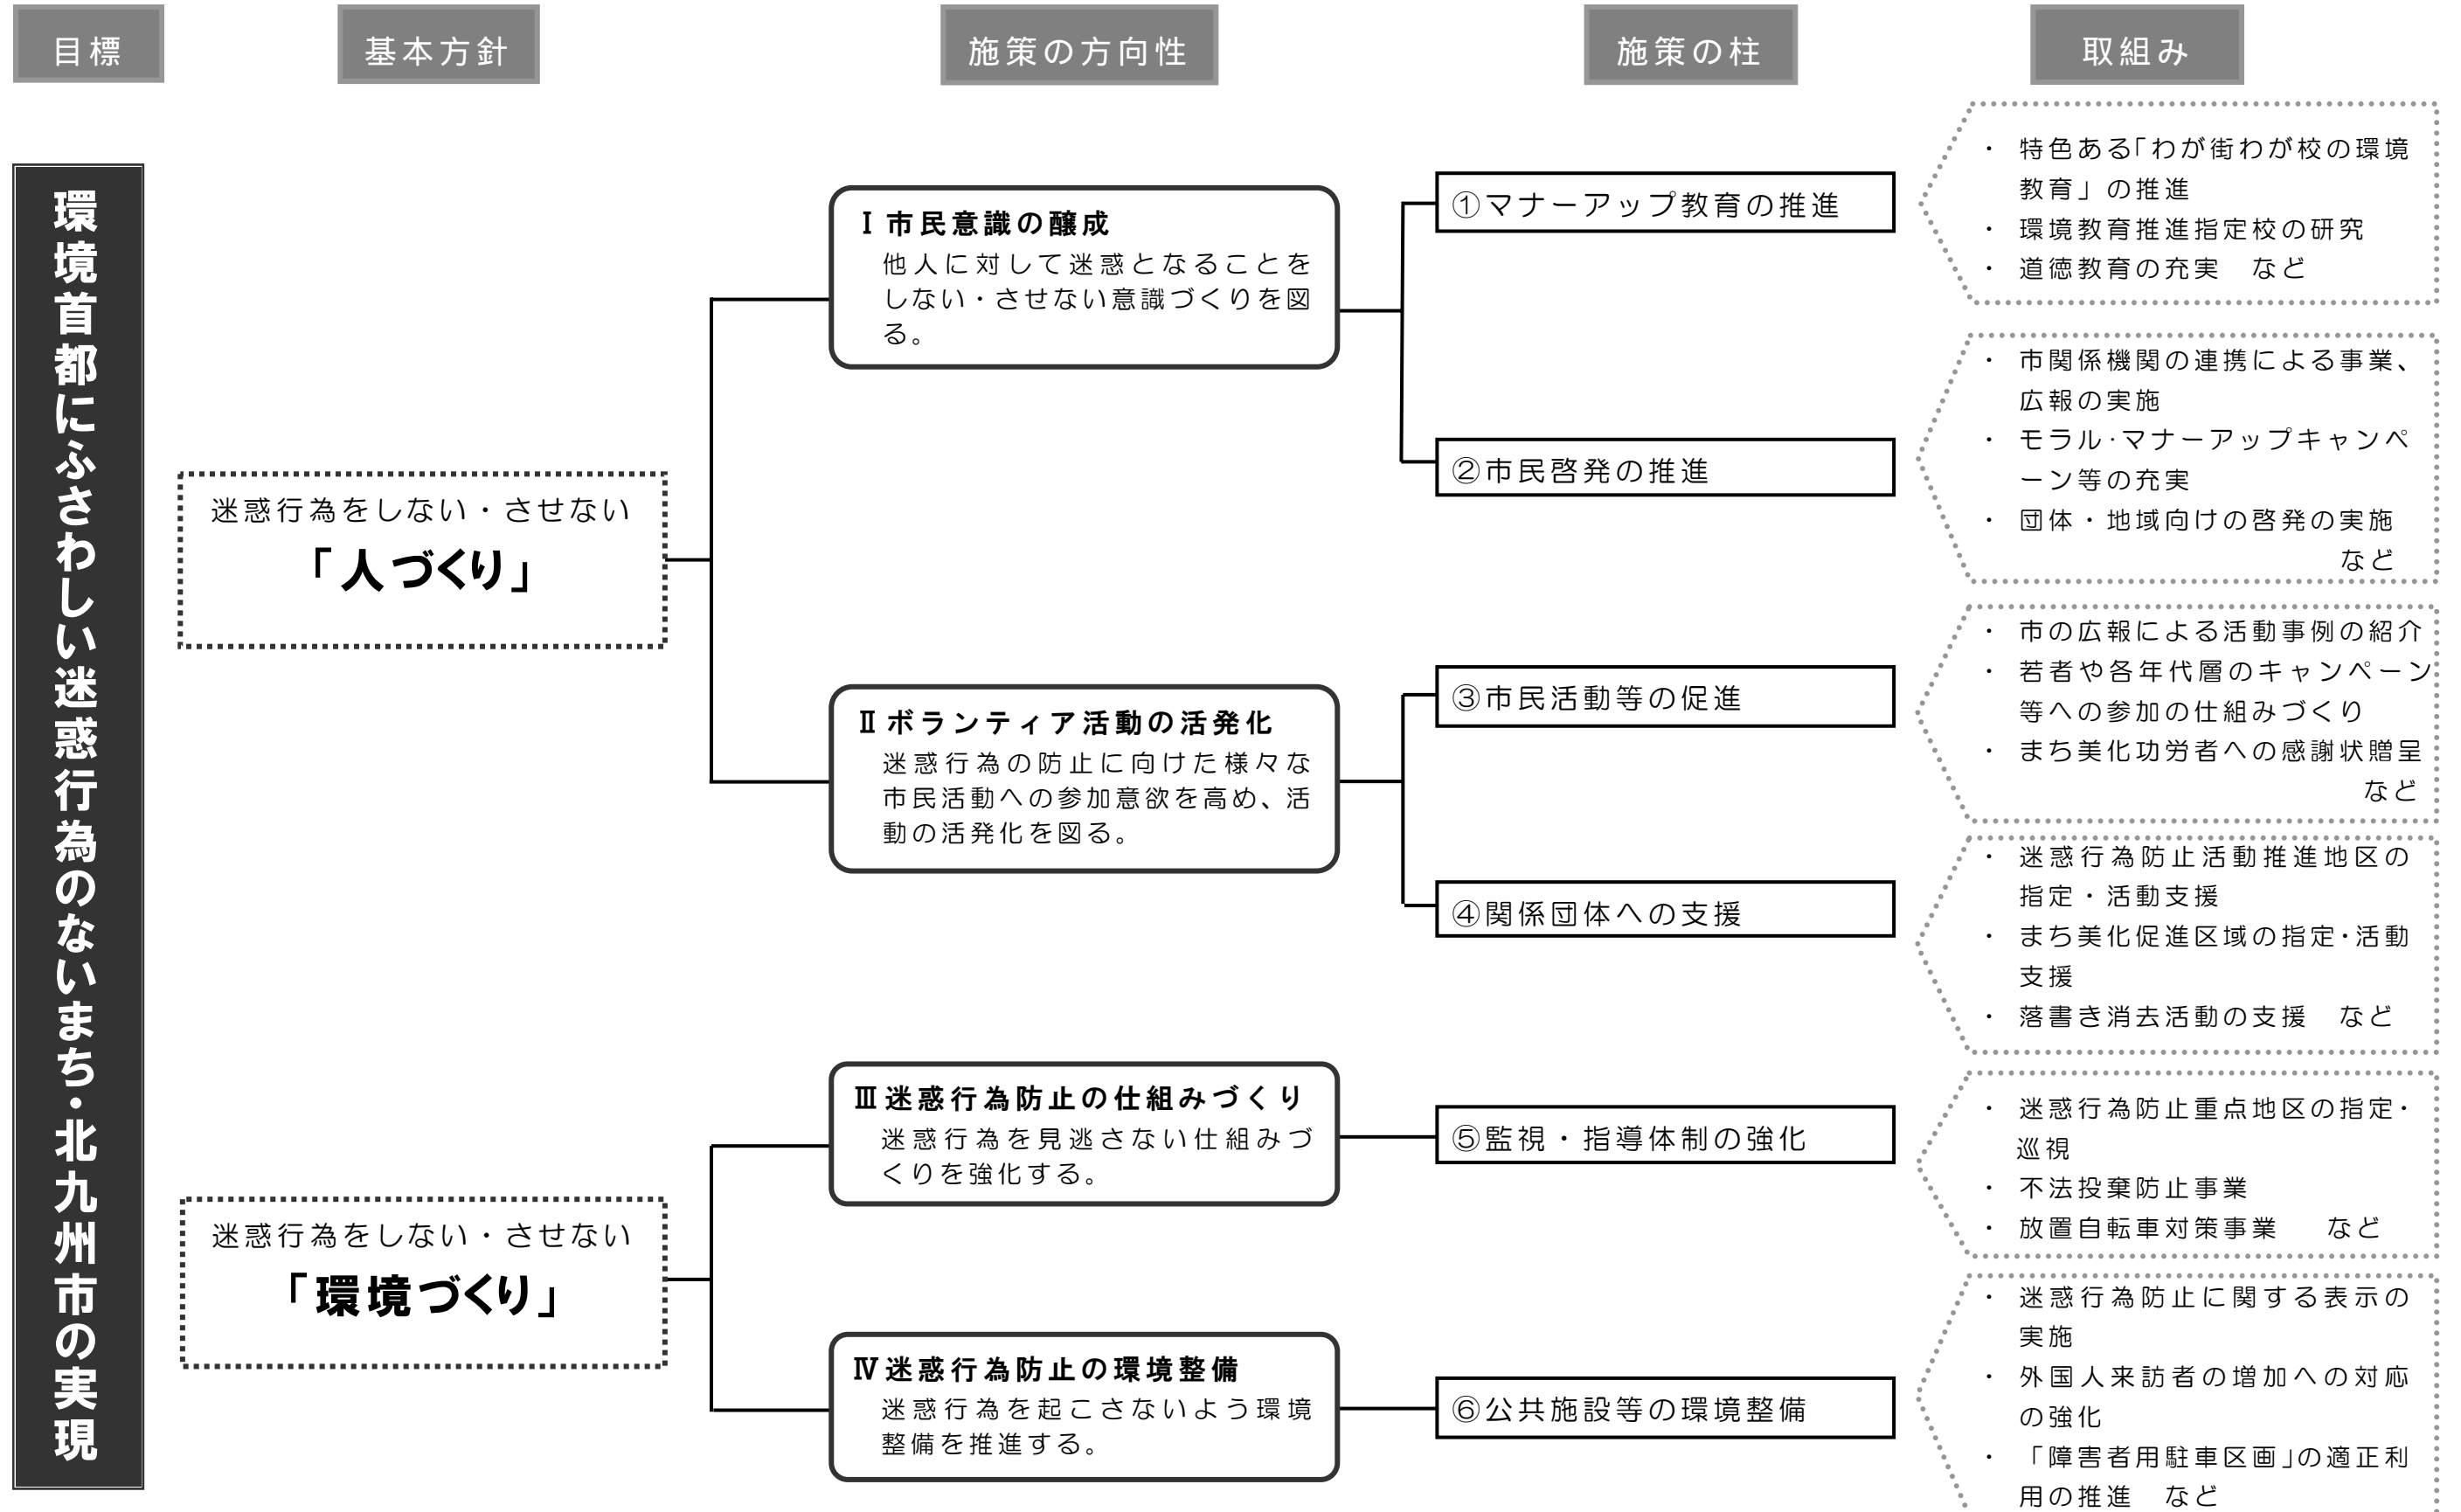 目標
基本方針
施策の方向性
施策の柱
取組み
環境首都にふさわしい迷惑行為のないまち・北九州市の実現
迷惑行為をしない・させない
「人づくり」
Ⅰ市民意識の醸成
他人に対して迷惑となることを
しない・させない意識づくりを図
る。
①マナーアップ教育の推進
・ 特色ある「わが街わが校の環境
教育」の推進
・ 環境教育推進指定校の研究
・ 道徳教育の充実 など
②市民啓発の推進
・ 市関係機関の連携による事業、
広報の実施
・ モラル・マナーアップキャンペ
ーン等の充実
・ 団体・地域向けの啓発の実施
など
Ⅱボランティア活動の活発化
迷惑行為の防止に向けた様々な
市民活動への参加意欲を高め、活
動の活発化を図る。
③市民活動等の促進
・ 市の広報による活動事例の紹介
・ 若者や各年代層のキャンペーン
等への参加の仕組みづくり
・ まち美化功労者への感謝状贈呈
など
④関係団体への支援
・ 迷惑行為防止活動推進地区の
指定・活動支援
・ まち美化促進区域の指定・活動
支援
・ 落書き消去活動の支援 など
迷惑行為をしない・させない
「環境づくり」
Ⅲ迷惑行為防止の仕組みづくり
迷惑行為を見逃さない仕組みづ
くりを強化する。
⑤監視・指導体制の強化
・ 迷惑行為防止重点地区の指定・
巡視
・ 不法投棄防止事業
・ 放置自転車対策事業 など
Ⅳ迷惑行為防止の環境整備
迷惑行為を起こさないよう環境
整備を推進する。
⑥公共施設等の環境整備
・ 迷惑行為防止に関する表示の
実施
・ 外国人来訪者の増加への対応
の強化
・ 「障害者用駐車区画」の適正利
用の推進 など